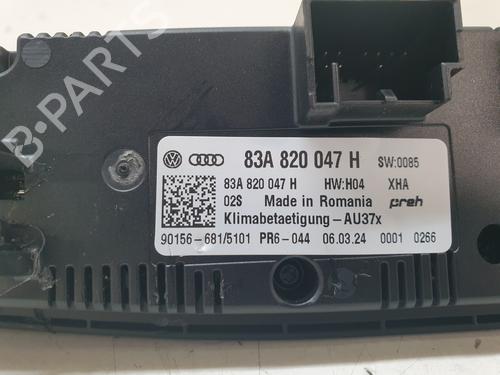 B-PARTS
83A 820 047 H SW:0085
83A 820 047 H HW:H04 XHA
02S Made in Romania preh
Klimabetaetigung-AU37x
90156-681/5101 PR6-044 06.03.24 0001 0266